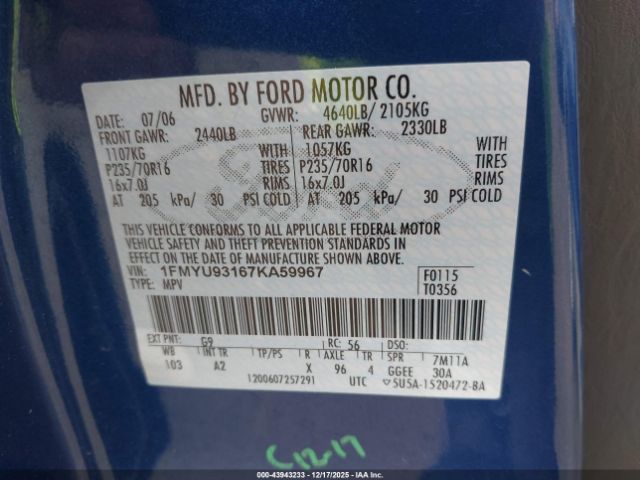 MFD. BY FORD MOTOR CO.
DATE: 07/06 GVWR: 4640LB/ 2105KG
FRONT GAWR: 2440LB REAR GAWR: 2330LB
1107KG WITH 1057KG WITH
P235/70R16 TIRES P235/70R16 TIRES
16x7.0J RIMS 16x7.0J RIMS
AT 205 kPa/ 30 PSI COLD AT 205 kPa/ 30 PSI COLD
Ford
THIS VEHICLE CONFORMS TO ALL APPLICABLE FEDERAL MOTOR
VEHICLE SAFETY AND THEFT PREVENTION STANDARDS IN
EFFECT ON THE DATE OF MANUFACTURE SHOWN ABOVE.
VIN: 1FMYU93167KA59967 F0115
TYPE: MPV T0356
EXT PNT: G9 RC: 56 DSO:
WB INT TR TP/PS R AXLE TR SPR 7M11A
103 A2 X 96 4 GGEE 30A
1200607257291 UTC 5U5A-1520472-BA
C1217
000-43943233 - 12/17/2025 - IAAI.COM